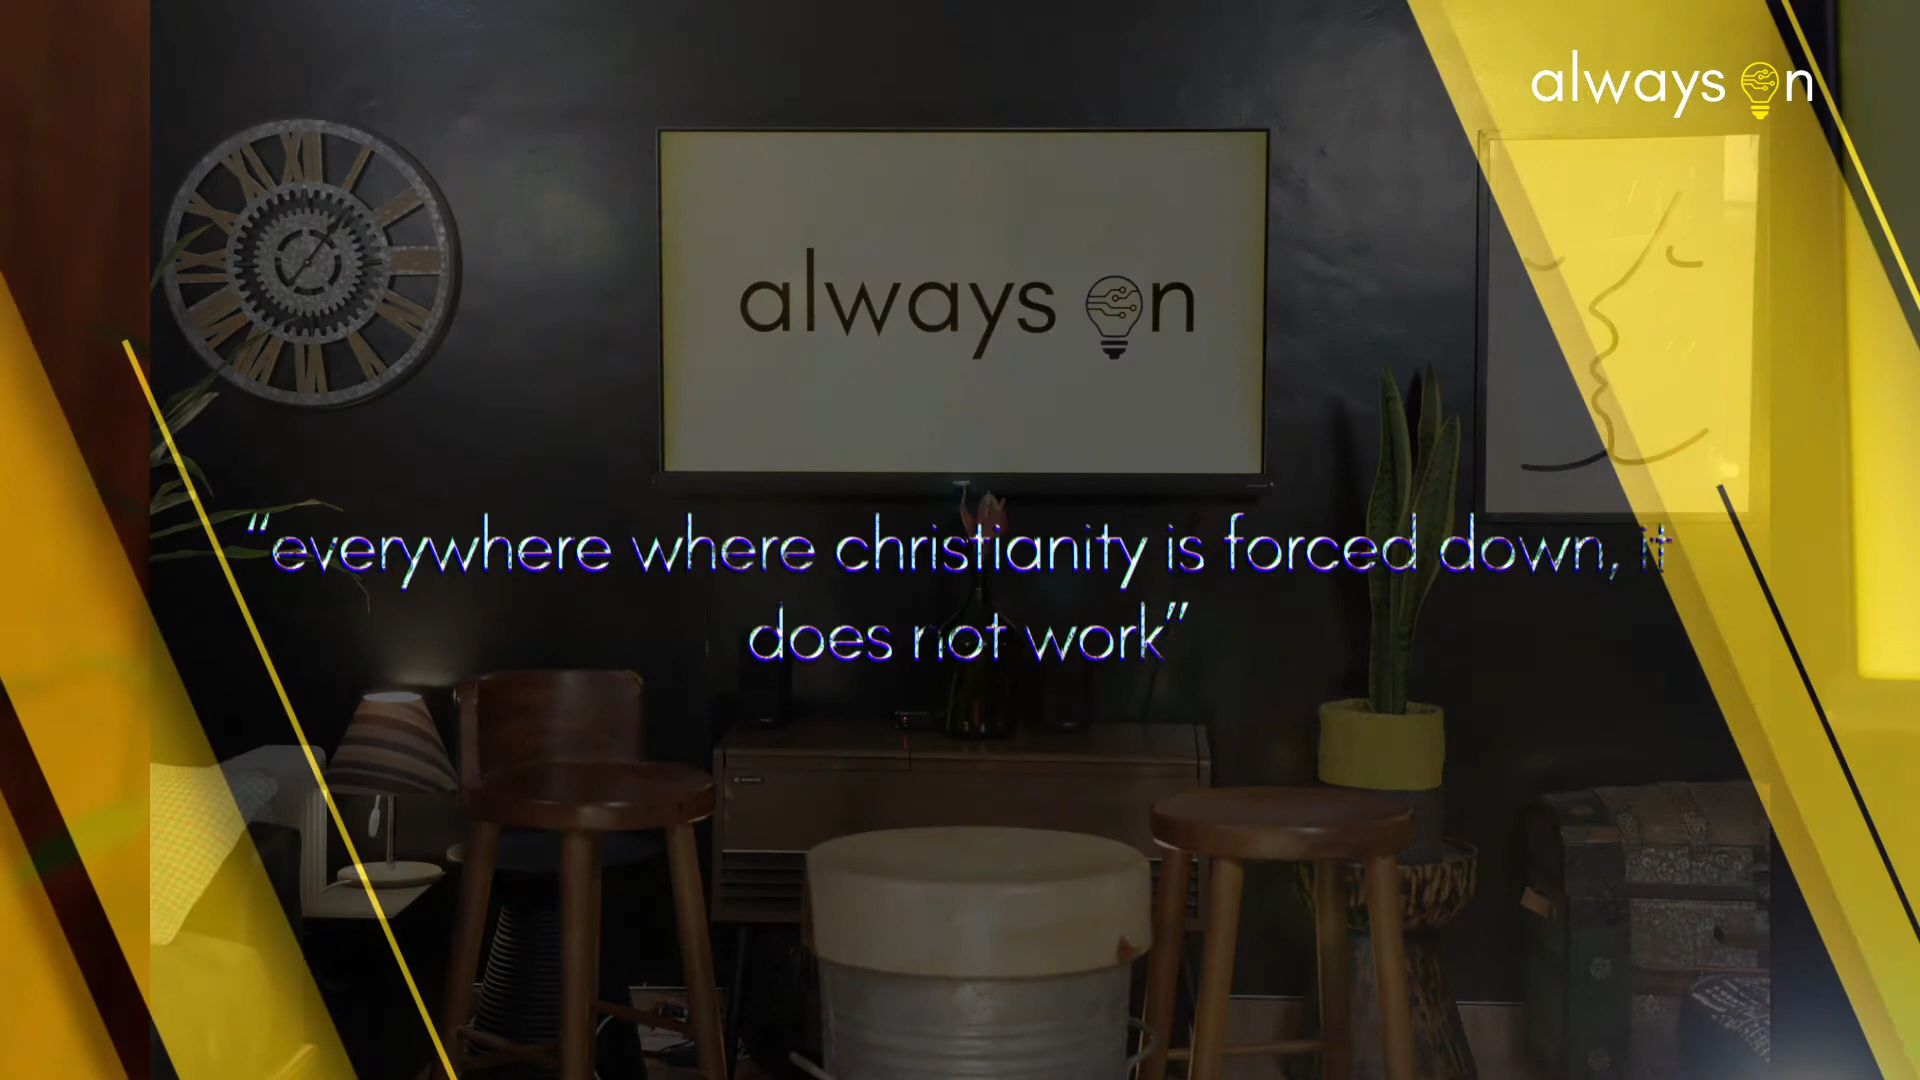 always On
always On
“everywhere where christianity is forced down, it
does not work”